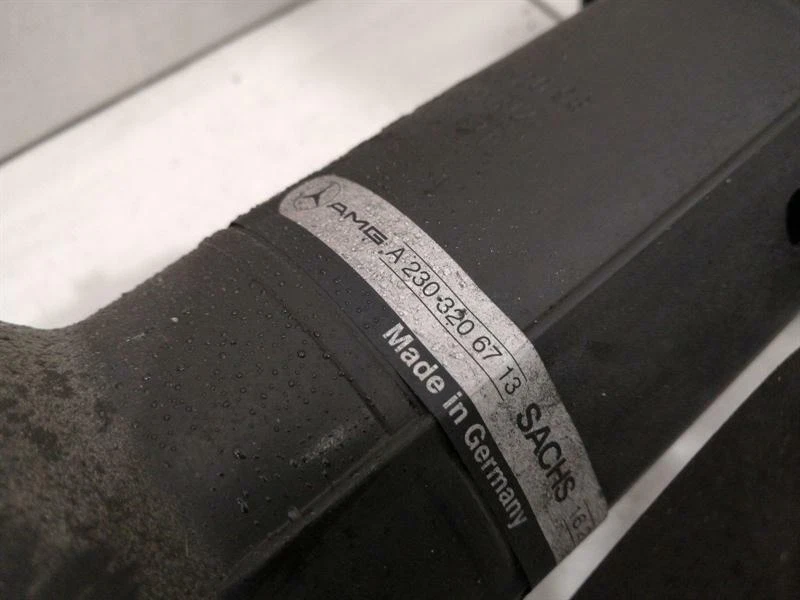 AMG A 230-320 67 13 SACHS
Made in Germany